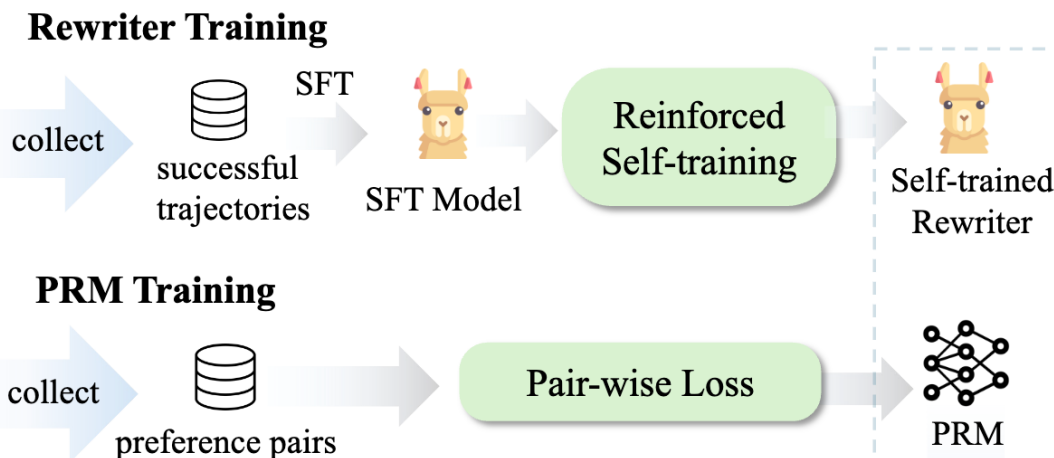 Rewriter Training
collect
successful
trajectories
SFT
SFT Model
Reinforced
Self-training
Self-trained
Rewriter
PRM Training
collect
preference pairs
Pair-wise Loss
PRM